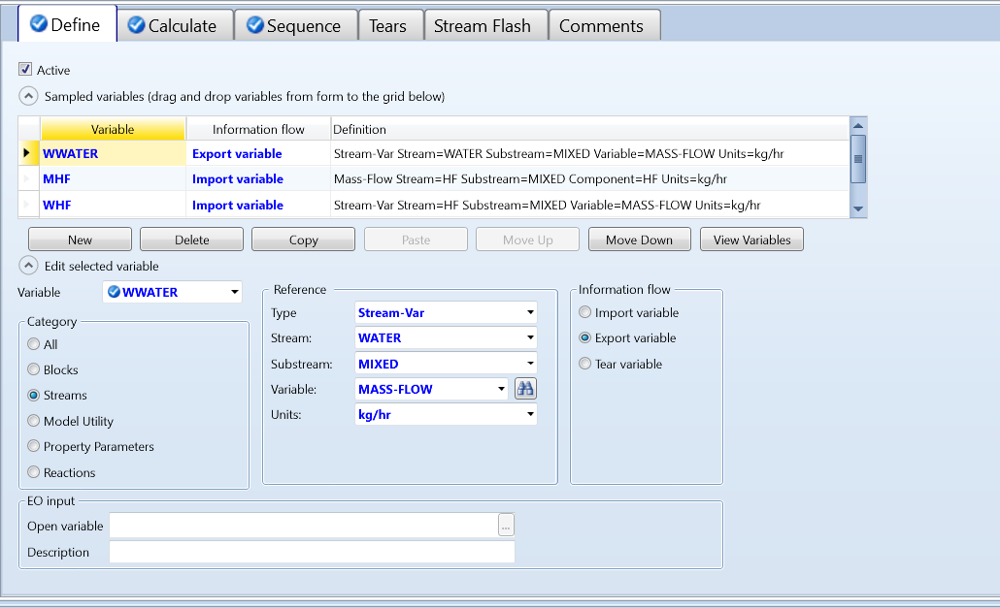 Define Calculate Sequence Tears Stream Flash Comments
Active
Sampled variables (drag and drop variables from form to the grid below)
Variable Information flow Definition
WWATER Export variable Stream-Var Stream=WATER Substream=MIXED Variable=MASS-FLOW Units=kg/hr
MHF Import variable Mass-Flow Stream=HF Substream=MIXED Component=HF Units=kg/hr
WHF Import variable Stream-Var Stream=HF Substream=MIXED Variable=MASS-FLOW Units=kg/hr
New Delete Copy Paste Move Up Move Down View Variables
Edit selected variable
Variable WWATER
Category
All
Blocks
Streams
Model Utility
Property Parameters
Reactions
Reference
Type Stream-Var
Stream: WATER
Substream: MIXED
Variable: MASS-FLOW
Units: kg/hr
Information flow
Import variable
Export variable
Tear variable
EO input
Open variable ...
Description